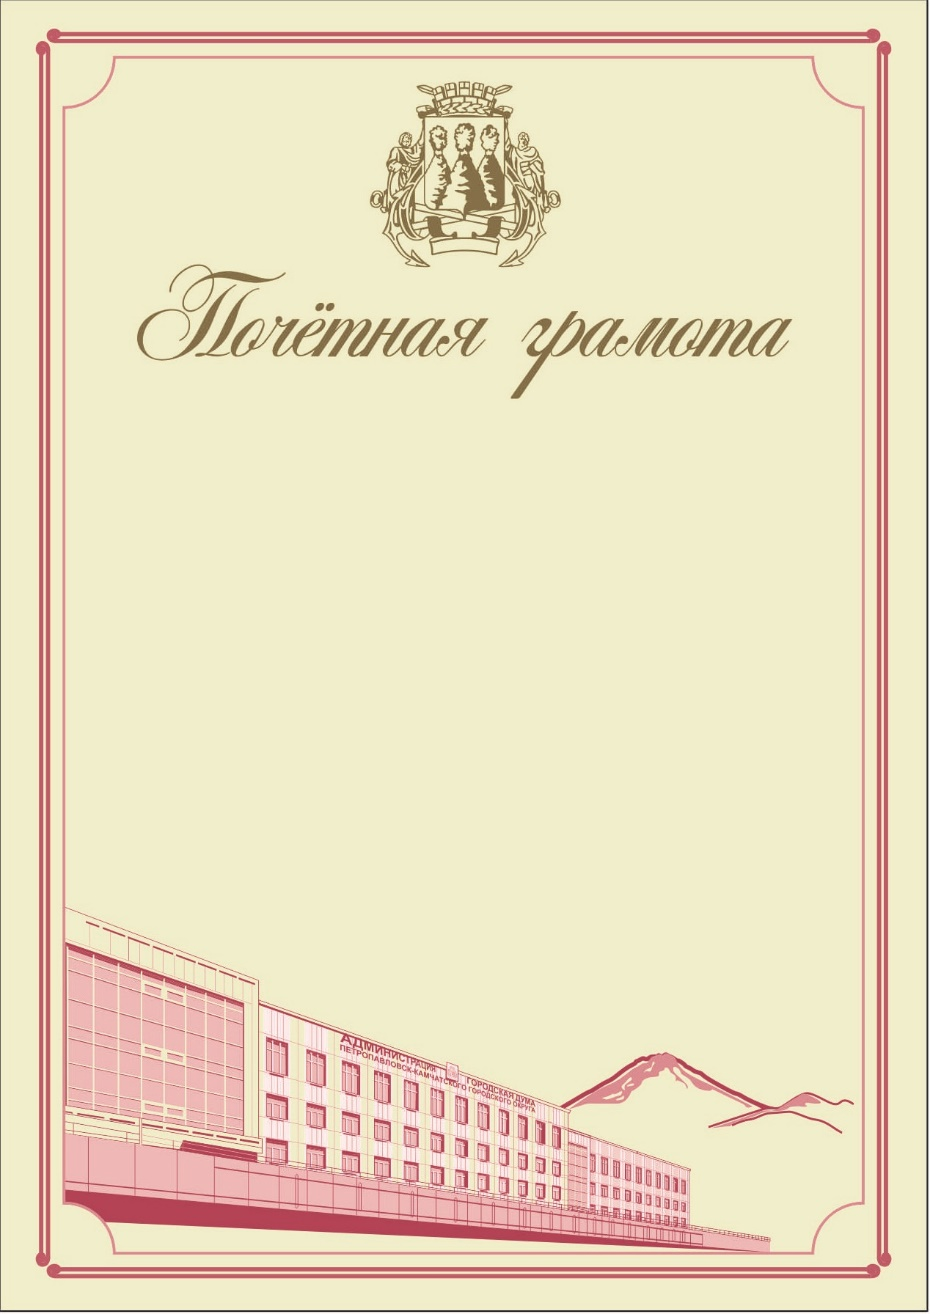 Почётная грамота
АДМИНИСТРАЦИЯ ГОРОДСКАЯ ДУМА
ПЕТРОПАВЛОВСК-КАМЧАТСКОГО ГОРОДСКОГО ОКРУГА